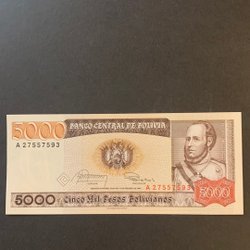 5000
BANCO CENTRAL DE BOLIVIA
A 27557593
A 27557593
5000
Cinco Mil Pesos Bolivianos
5000